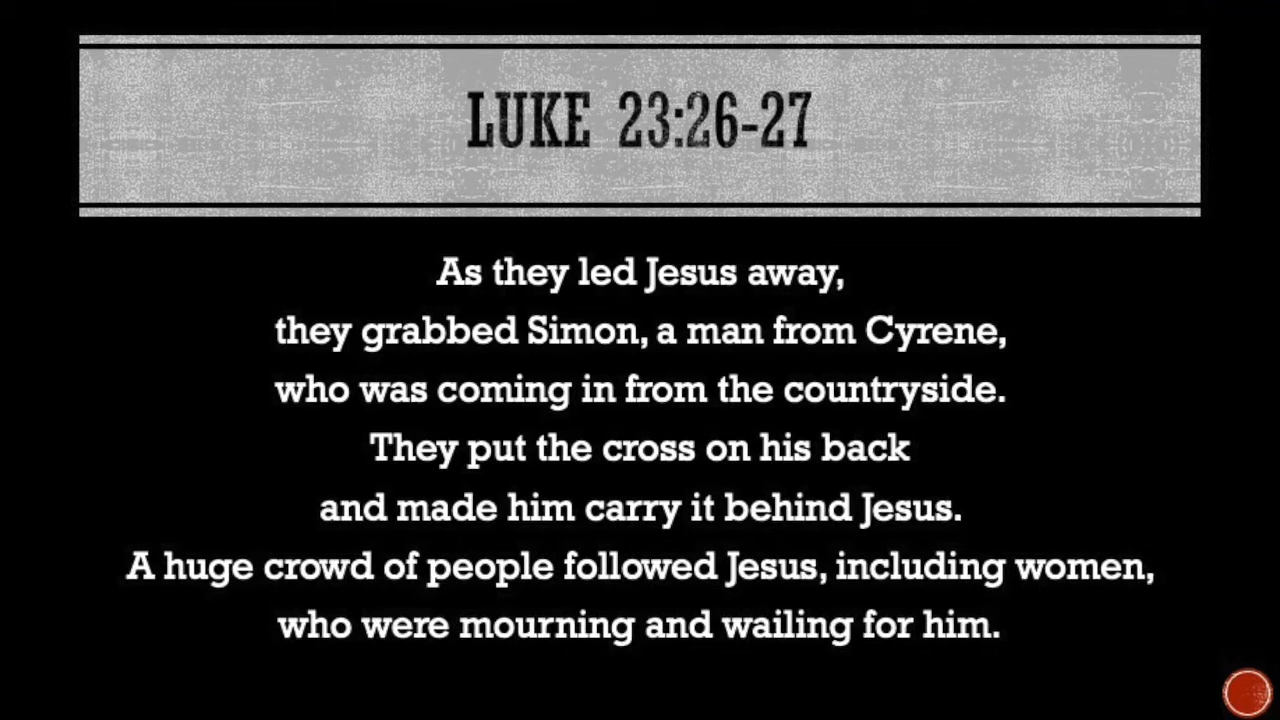 LUKE 23:26-27
As they led Jesus away,
they grabbed Simon, a man from Cyrene,
who was coming in from the countryside.
They put the cross on his back
and made him carry it behind Jesus.
A huge crowd of people followed Jesus, including women,
who were mourning and wailing for him.